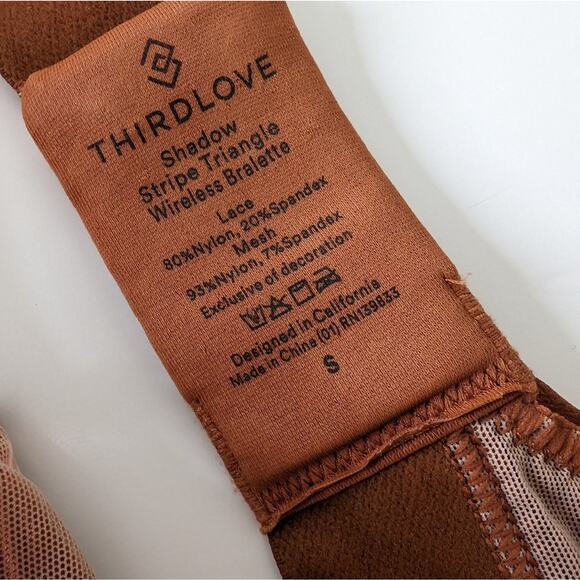 THIRDLOVE
Shadow
Stripe Triangle
Wireless Bralette
Lace
80%Nylon, 20%Spandex
Mesh
93%Nylon,7%Spandex
Exclusive of decoration
Designed in California
Made in China (01) RN139833
S